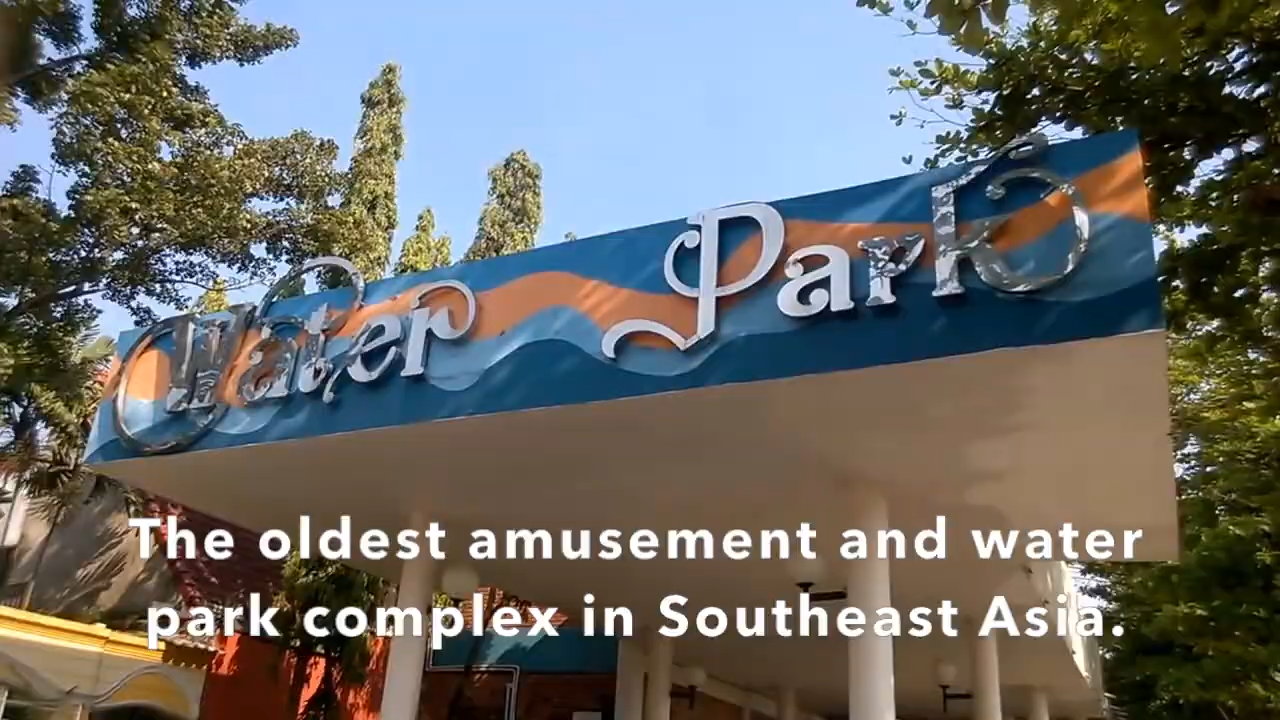 Water Park
The oldest amusement and water
park complex in Southeast Asia.